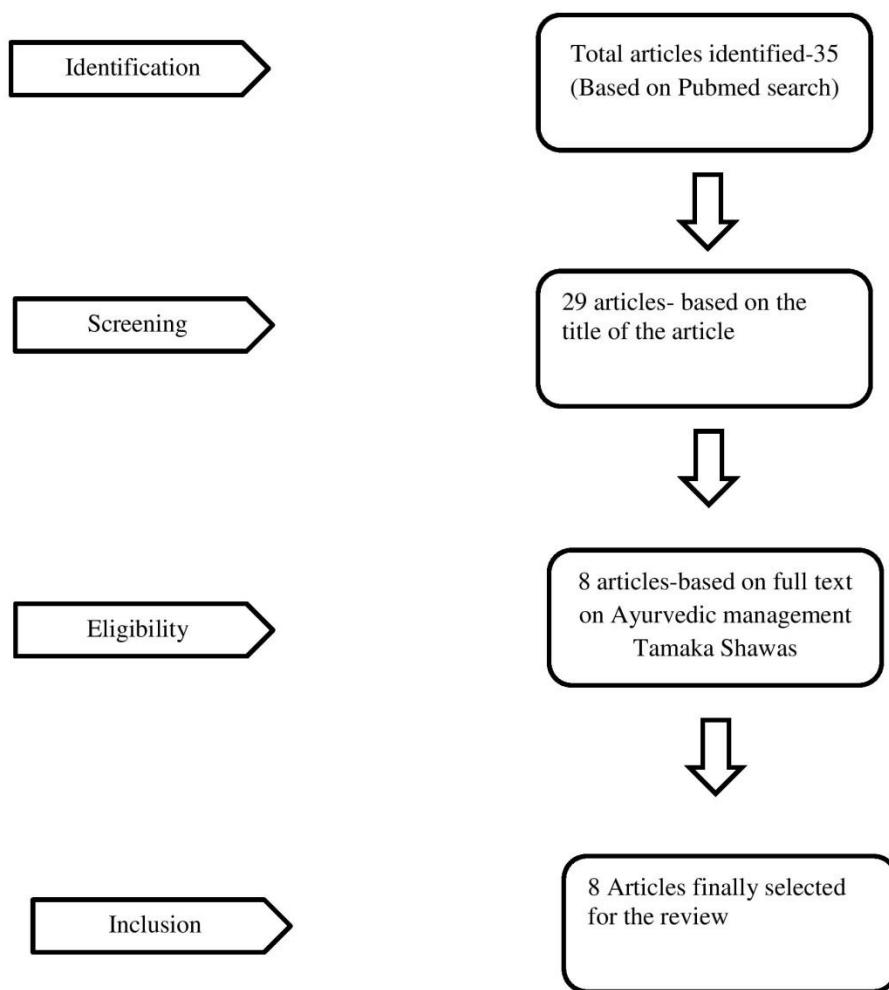 Identification
Total articles identified-35
(Based on Pubmed search)
Screening
29 articles- based on the
title of the article
Eligibility
8 articles-based on full text
on Ayurvedic management
Tamaka Shawas
Inclusion
8 Articles finally selected
for the review